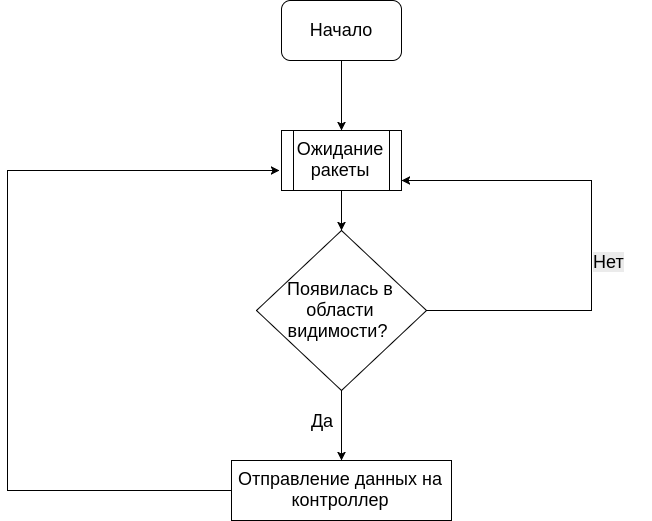 Начало
Ожидание
ракеты
Появилась в
области
видимости?
Нет
Да
Отправление данных на
контроллер